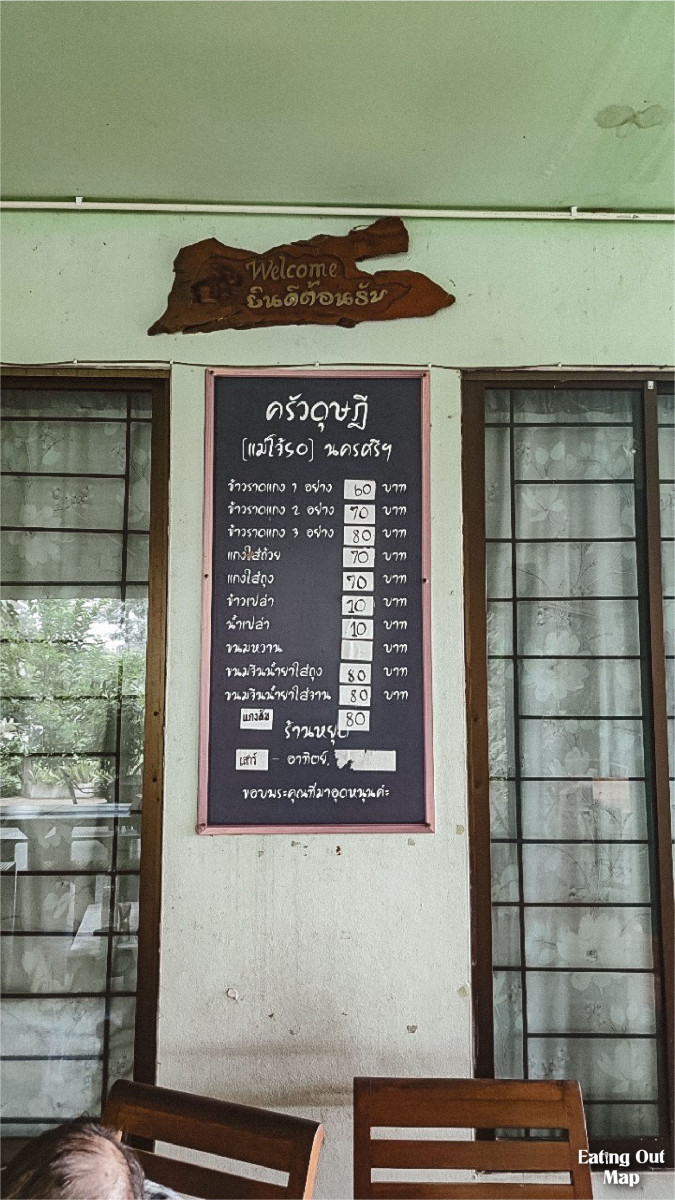 Welcome
ยินดีต้อนรับ
ครัวดุษฎี
(แม่โจ้50) นครศรีฯ
ข้าวราดแกง 1 อย่าง 60 บาท
ข้าวราดแกง 2 อย่าง 70 บาท
ข้าวราดแกง 3 อย่าง 80 บาท
แกงใส่ถ้วย 70 บาท
แกงใส่ถุง 70 บาท
ข้าวเปล่า 10 บาท
น้ำเปล่า 10 บาท
ขนมหวาน บาท
ขนมจีนน้ำยาใส่ถุง 80 บาท
ขนมจีนน้ำยาใส่จาน 80 บาท
แกงส้ม 80
ร้านหยุด
เสาร์ - อาทิตย์
ขอบพระคุณที่มาอุดหนุนค่ะ
Eating Out
Map